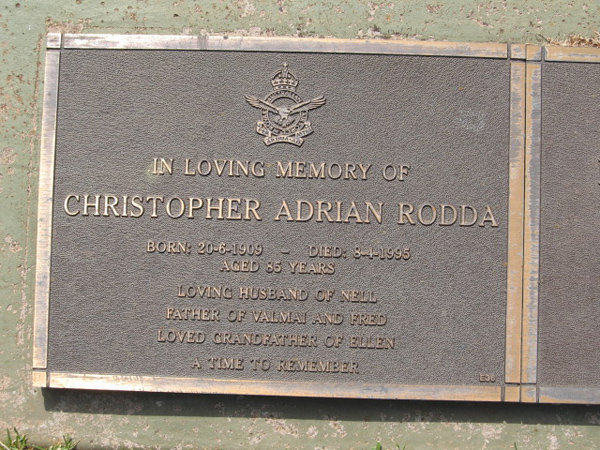 IN LOVING MEMORY OF
CHRISTOPHER ADRIAN RODDA
BORN: 20-6-1909 – DIED: 8-4-1995
AGED 85 YEARS
LOVING HUSBAND OF NELL
FATHER OF VALMAI AND FRED
LOVED GRANDFATHER OF ELLEN
A TIME TO REMEMBER
E36